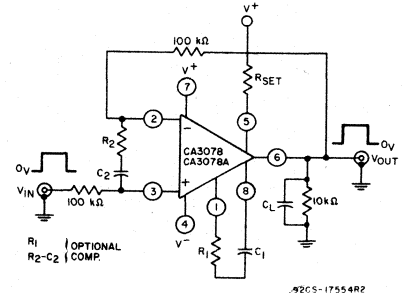 V+
100 kΩ
V+
RSET
7
2
5
R2
−
CA3078
CA3078A
6
0V
0V
VOUT
C2
+
VIN
100 kΩ
3
1
8
CL
10kΩ
4
V−
R1
C1
R1 } OPTIONAL
R2-C2 } COMP.
92CS-17554R2